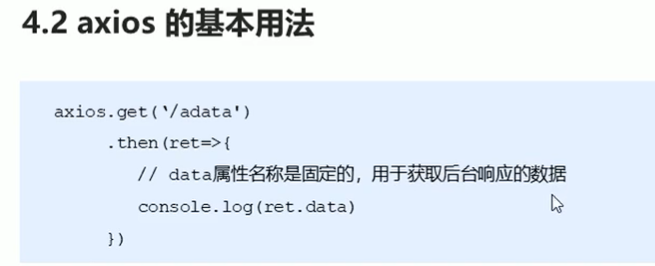 4.2 axios 的基本用法
axios.get('/adata')
.then(ret=>{
// data属性名称是固定的，用于获取后台响应的数据
console.log(ret.data)
})